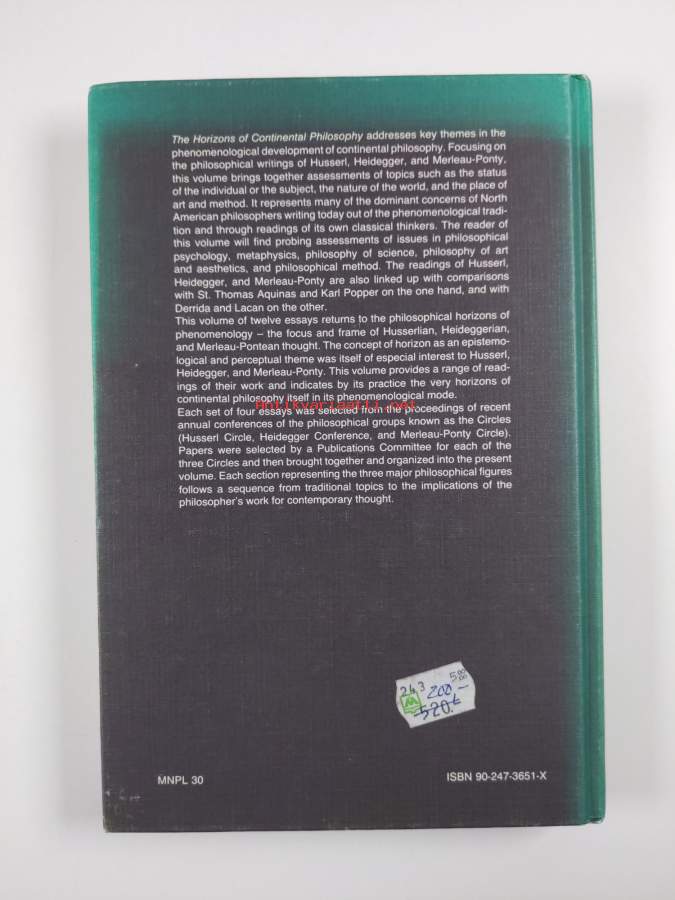 The Horizons of Continental Philosophy addresses key themes in the
phenomenological development of continental philosophy. Focusing on
the philosophical writings of Husserl, Heidegger, and Merleau-Ponty,
this volume brings together assessments of topics such as the status
of the individual or the subject, the nature of the world, and the place of
art and method. It represents many of the dominant concerns of North
American philosophers writing today out of the phenomenological tradi-
tion and through readings of its own classical thinkers. The reader of
this volume will find probing assessments of issues in philosophical
psychology, metaphysics, philosophy of science, philosophy of art
and aesthetics, and philosophical method. The readings of Husserl,
Heidegger, and Merleau-Ponty are also linked up with comparisons
with St. Thomas Aquinas and Karl Popper on the one hand, and with
Derrida and Lacan on the other.
This volume of twelve essays returns to the philosophical horizons of
phenomenology – the focus and frame of Husserlian, Heideggerian,
and Merleau-Pontean thought. The concept of horizon as an epistemo-
logical and perceptual theme was itself of especial interest to Husserl,
Heidegger, and Merleau-Ponty. This volume provides a range of read-
ings of their work and indicates by its practice the very horizons of
continental philosophy itself in its phenomenological mode.
Antikvariaatti.net
Each set of four essays was selected from the proceedings of recent
annual conferences of the philosophical groups known as the Circles
(Husserl Circle, Heidegger Conference, and Merleau-Ponty Circle).
Papers were selected by a Publications Committee for each of the
three Circles and then brought together and organized into the present
volume. Each section representing the three major philosophical figures
follows a sequence from traditional topics to the implications of the
philosopher's work for contemporary thought.
24.3 200,–
520,–
MNPL 30
ISBN 90-247-3651-X